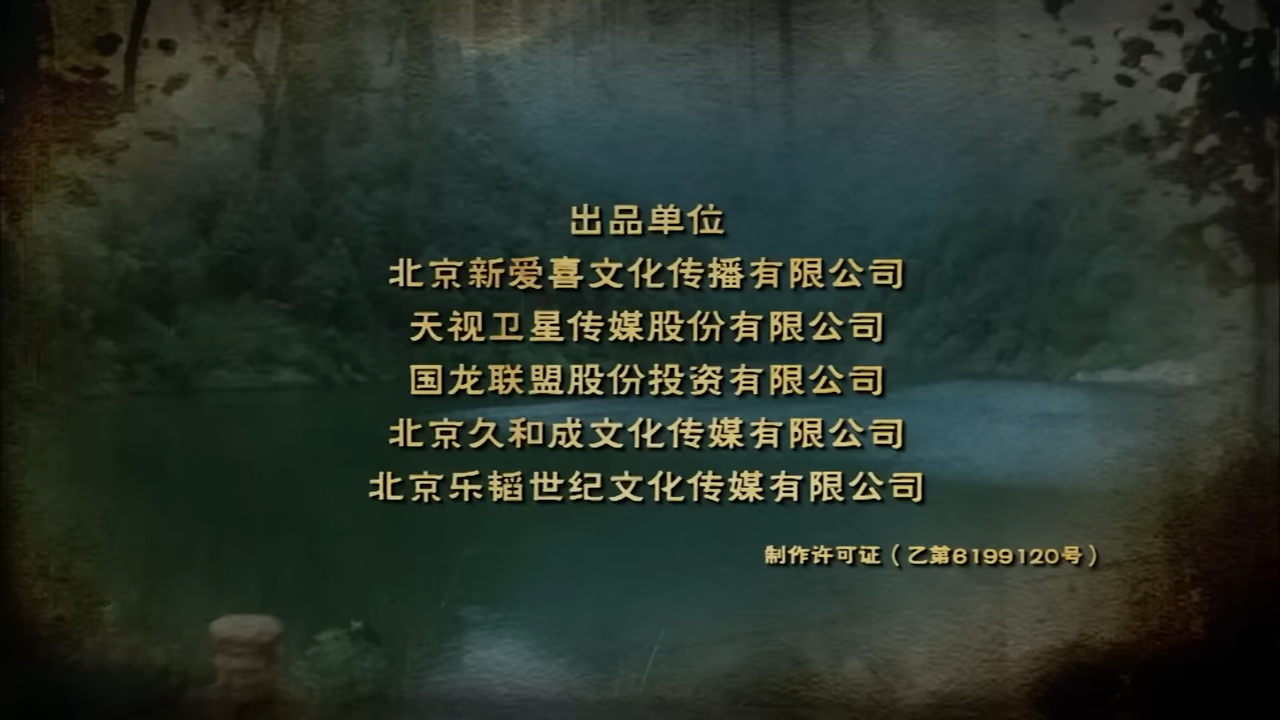 出品单位
北京新爱喜文化传播有限公司
天视卫星传媒股份有限公司
国龙联盟股份投资有限公司
北京久和成文化传媒有限公司
北京乐韬世纪文化传媒有限公司
制作许可证（乙第6199120号）